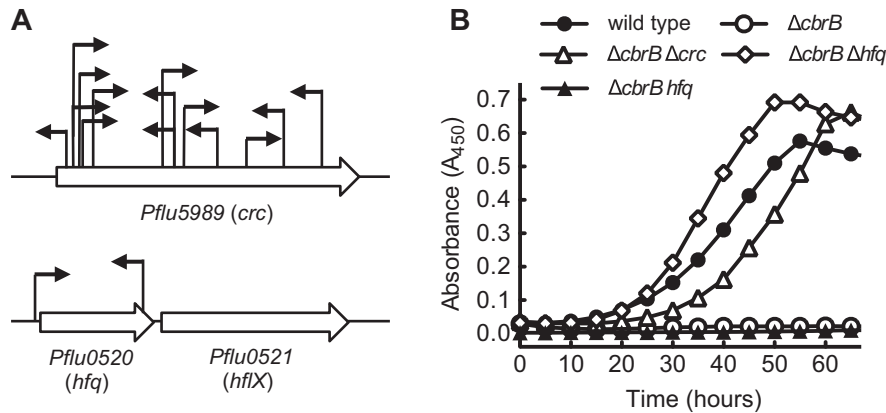 A
Pflu5989 (crc)
Pflu0520
(hfq)
Pflu0521
(hflX)
B
wild type
ΔcbrB
ΔcbrB Δcrc
ΔcbrB Δhfq
ΔcbrB hfq
Absorbance (A450)
0.7
0.6
0.5
0.4
0.3
0.2
0.1
0.0
0 10 20 30 40 50 60
Time (hours)